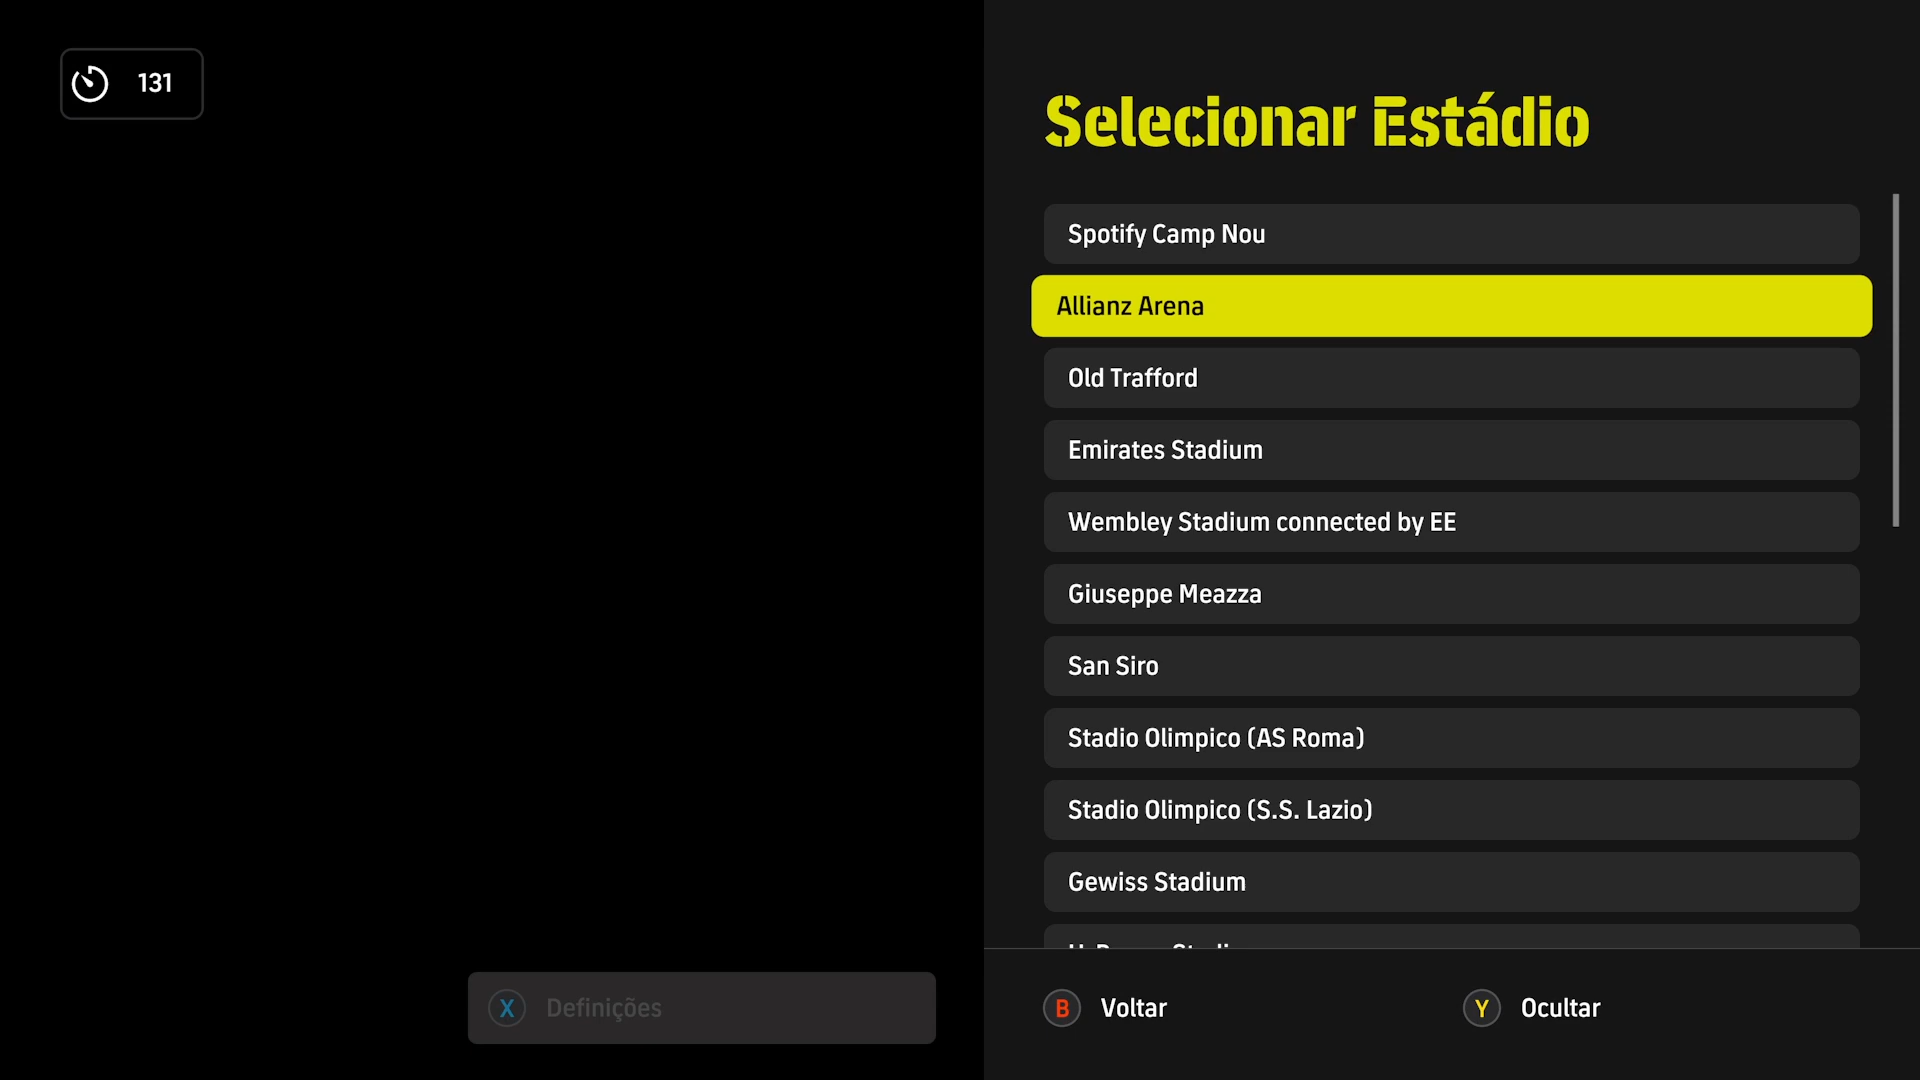 131
Selecionar Estádio
Spotify Camp Nou
Allianz Arena
Old Trafford
Emirates Stadium
Wembley Stadium connected by EE
Giuseppe Meazza
San Siro
Stadio Olimpico (AS Roma)
Stadio Olimpico (S.S. Lazio)
Gewiss Stadium
X Definições
B Voltar
Y Ocultar